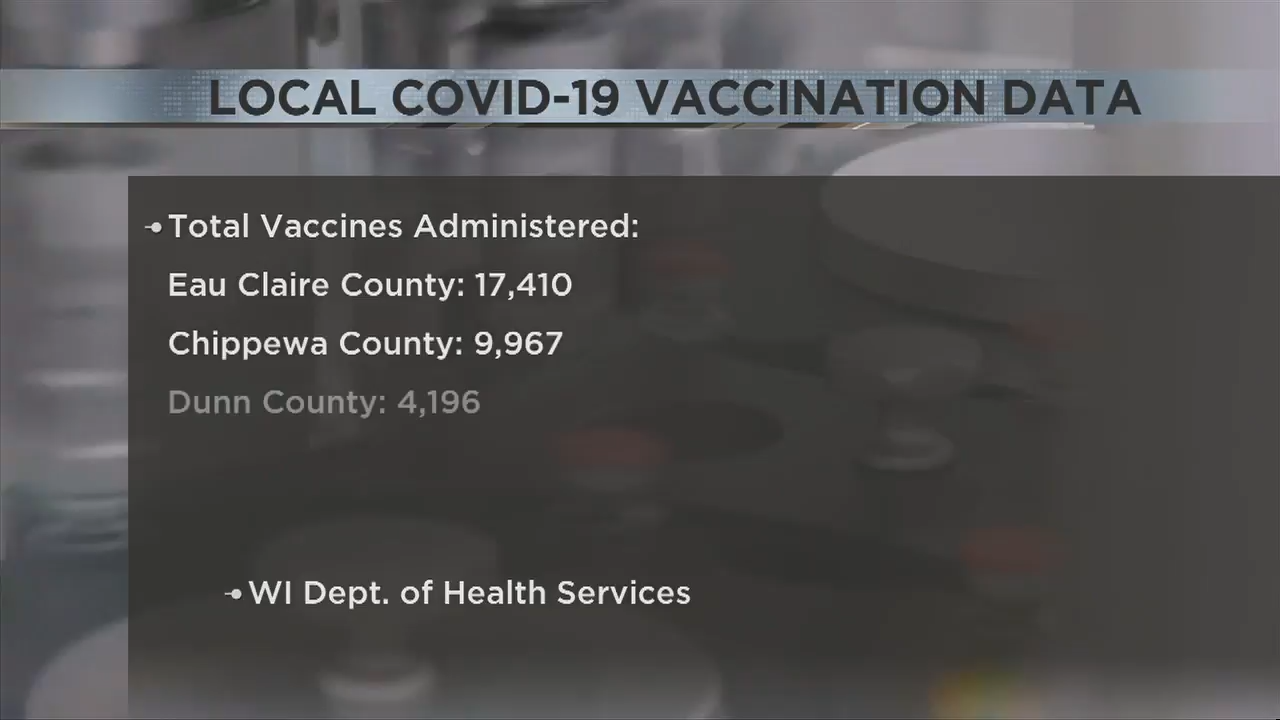 LOCAL COVID-19 VACCINATION DATA
Total Vaccines Administered:
Eau Claire County: 17,410
Chippewa County: 9,967
Dunn County: 4,196
WI Dept. of Health Services